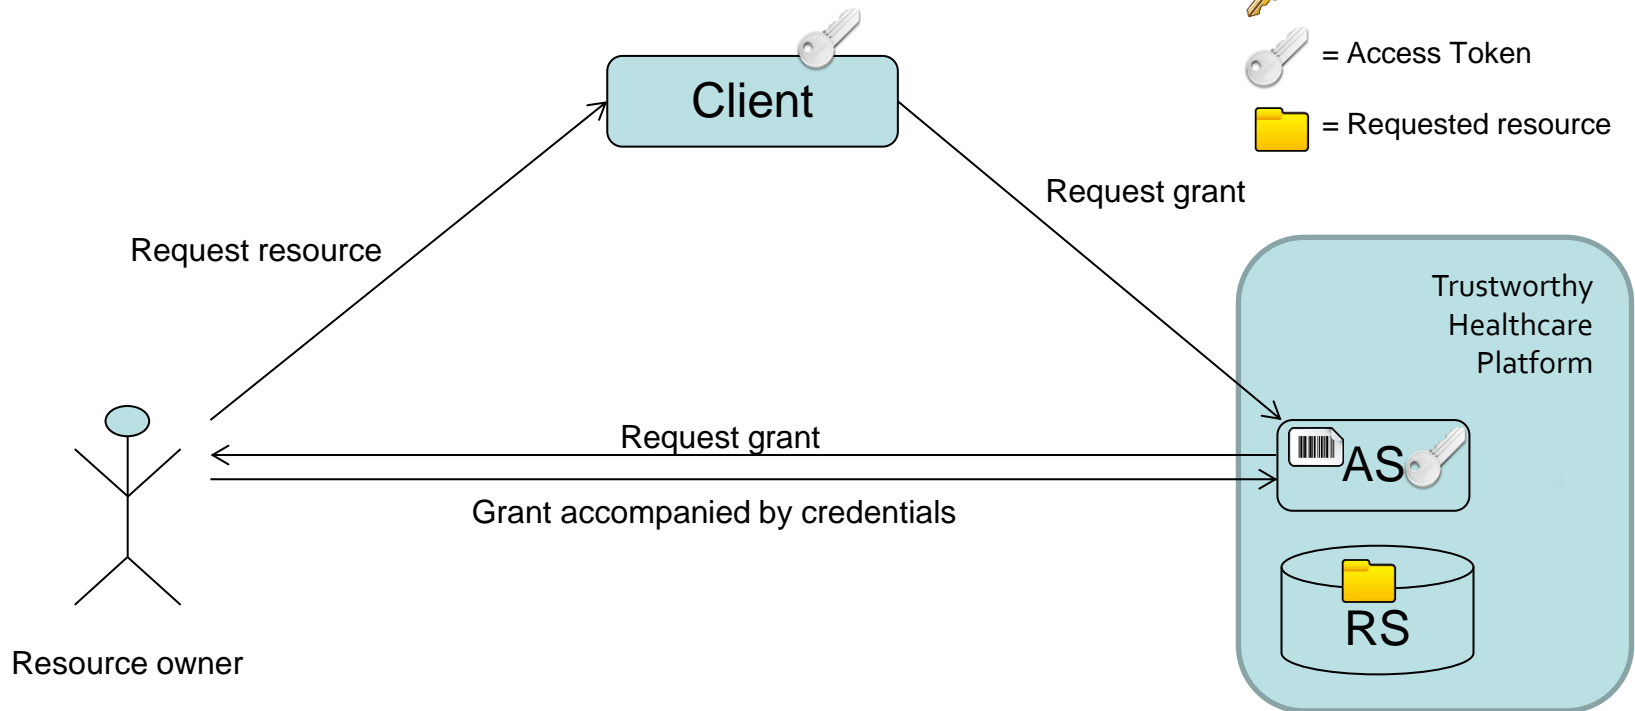 = Access Token
Client
= Requested resource
Request grant
Request resource
Trustworthy
Healthcare
Platform
Request grant
AS
Grant accompanied by credentials
RS
Resource owner